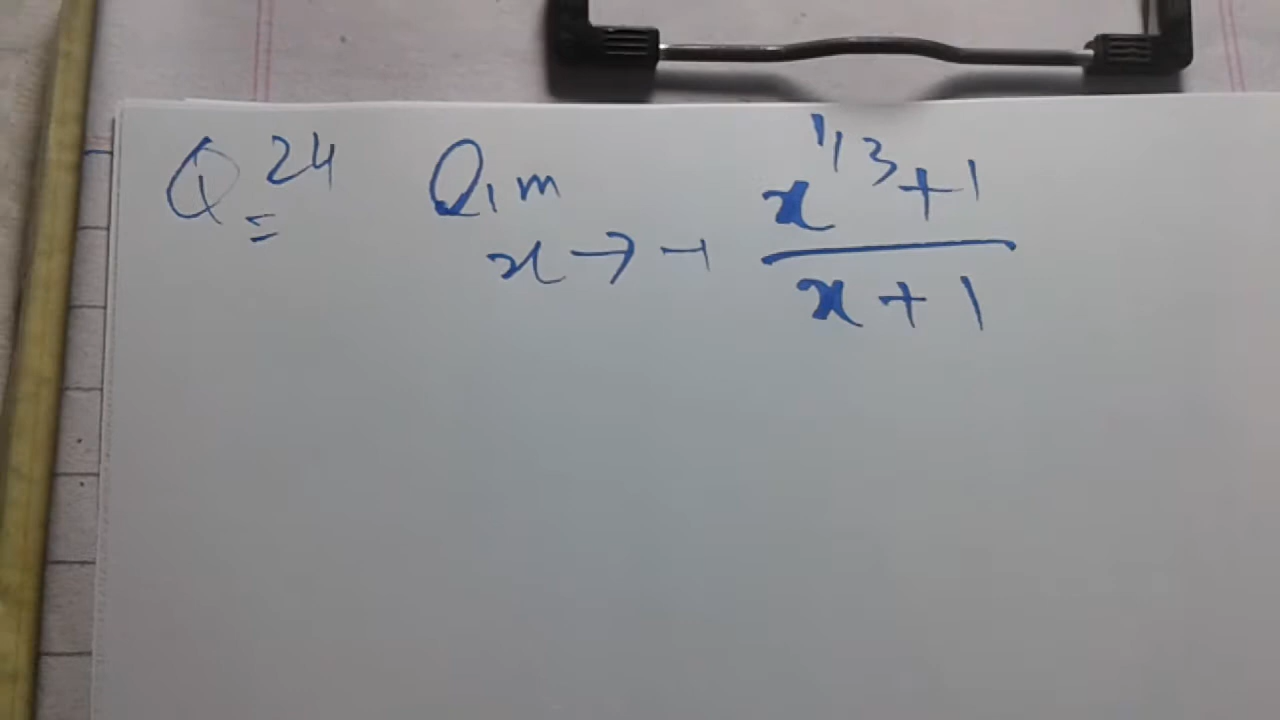 Q 24 lim x→-1 x^1/3 + 1 / x + 1